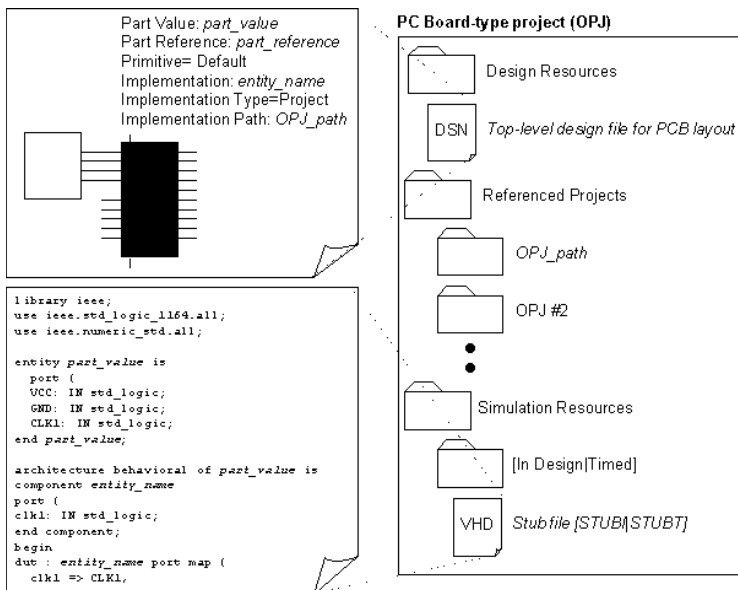 Part Value: part_value
Part Reference: part_reference
Primitive= Default
Implementation: entity_name
Implementation Type=Project
Implementation Path: OPJ_path
library ieee;
use ieee.std_logic_1164.all;
use ieee.numeric_std.all;
entity part_value is
port (
VCC: IN std_logic;
GND: IN std_logic;
CLK1: IN std_logic;
end part_value;
architecture behavioral of part_value is
component entity_name
port (
clk1: IN std_logic;
end component;
begin
dut : entity_name port map (
clk1 => CLK1,
PC Board-type project (OPJ)
Design Resources
DSN
Top-level design file for PCB layout
Referenced Projects
OPJ_path
OPJ #2
Simulation Resources
[In Design|Timed]
VHD
Stub file [STUBI|STUBT]